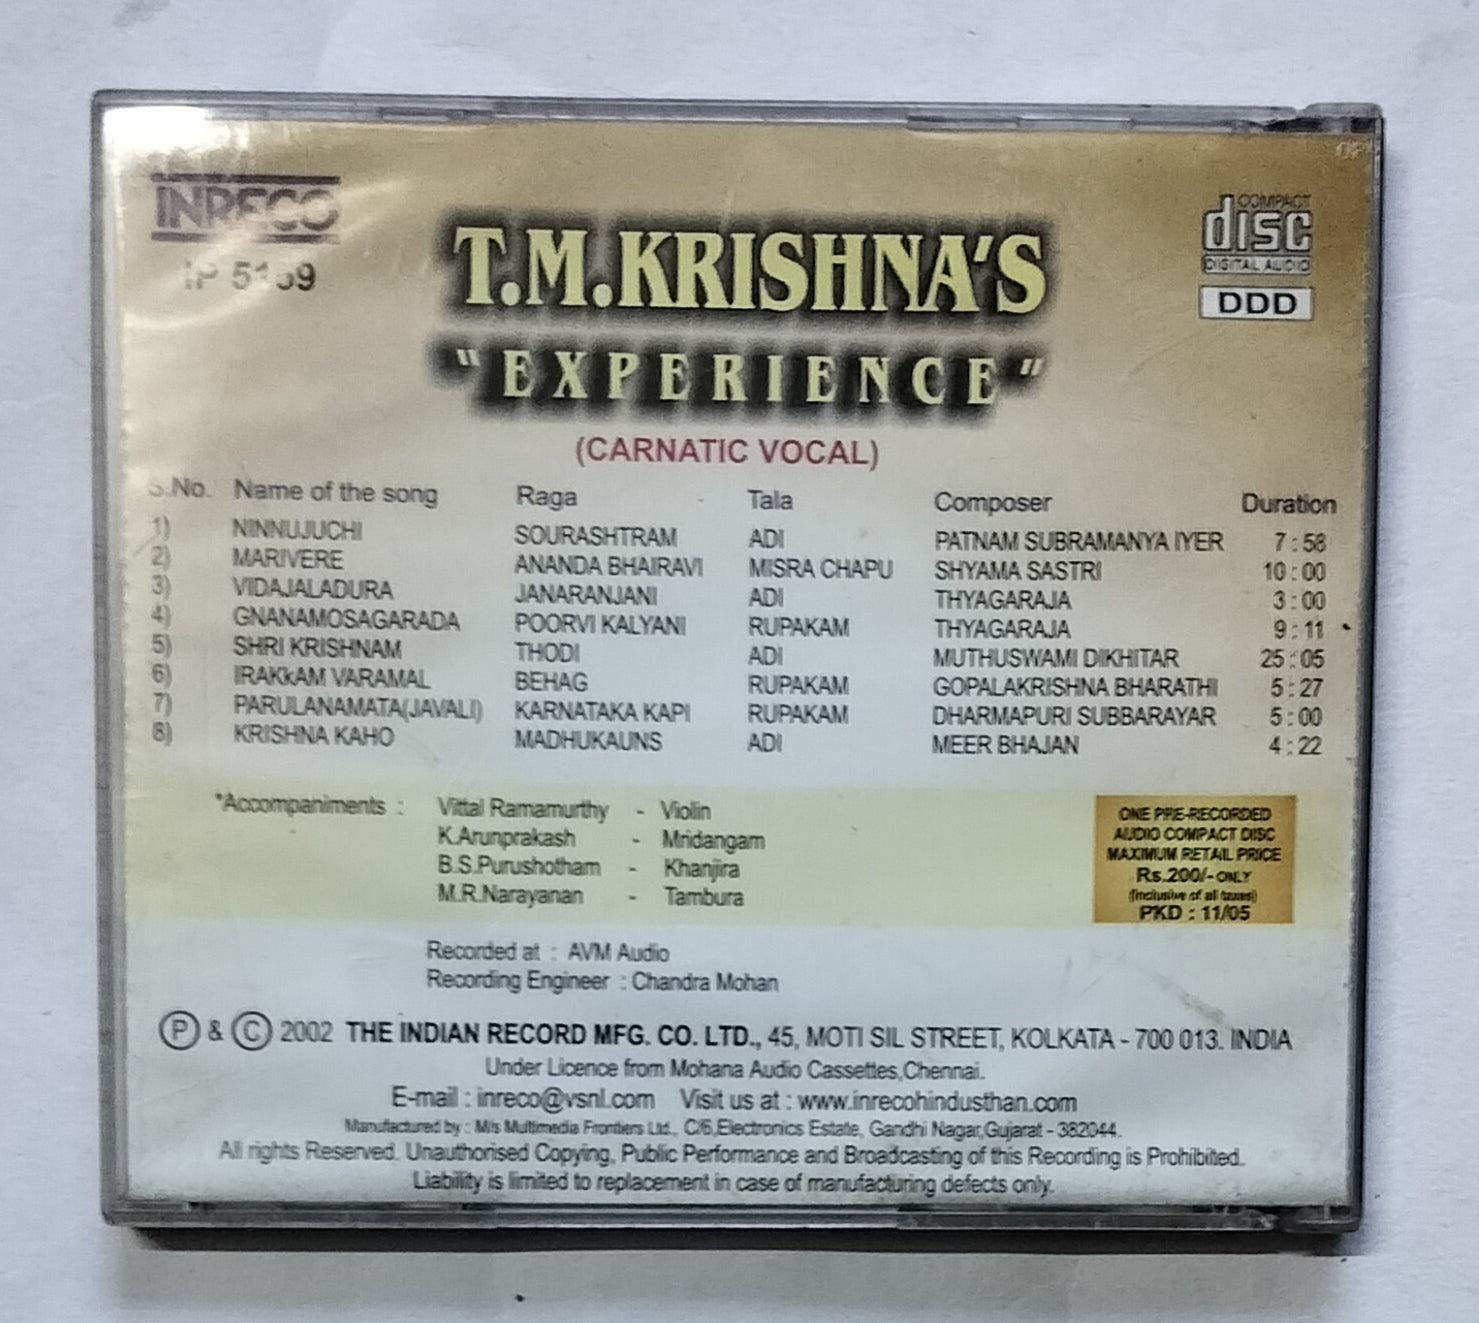 INRECO
COMPACT
disc
DIGITAL AUDIO
DDD
T.M.KRISHNA'S
"EXPERIENCE"
(CARNATIC VOCAL)
S.No. Name of the song Raga Tala Composer Duration
1) NINNUJUCHI SOURASHTRAM ADI PATNAM SUBRAMANYA IYER 7 : 58
2) MARIVERE ANANDA BHAIRAVI MISRA CHAPU SHYAMA SASTRI 10 : 00
3) VIDAJALADURA JANARANJANI ADI THYAGARAJA 3 : 00
4) GNANAMOSAGARADA POORVI KALYANI RUPAKAM THYAGARAJA 9 : 11
5) SHRI KRISHNAM THODI ADI MUTHUSWAMI DIKHITAR 25 : 05
6) IRAKkAM VARAMAL BEHAG RUPAKAM GOPALAKRISHNA BHARATHI 5 : 27
7) PARULANAMATA(JAVALI) KARNATAKA KAPI RUPAKAM DHARMAPURI SUBBARAYAR 5 : 00
8) KRISHNA KAHO MADHUKAUNS ADI MEER BHAJAN 4 : 22
*Accompaniments : Vittal Ramamurthy - Violin
K.Arunprakash - Mridangam
B.S.Purushotham - Khanjira
M.R.Narayanan - Tambura
ONE PRE-RECORDED
AUDIO COMPACT DISC
MAXIMUM RETAIL PRICE
Rs.200/- ONLY
(Inclusive of all taxes)
PKD : 11/05
Recorded at : AVM Audio
Recording Engineer : Chandra Mohan
Ⓟ & Ⓒ 2002 THE INDIAN RECORD MFG. CO. LTD., 45, MOTI SIL STREET, KOLKATA - 700 013. INDIA
Under Licence from Mohana Audio Cassettes,Chennai.
E-mail : inreco@vsnl.com Visit us at : www.inrecohindusthan.com
Manufactured by : M/s Multimedia Frontiers Ltd., C/6,Electronics Estate, Gandhi Nagar,Gujarat - 382044.
All rights Reserved. Unauthorised Copying, Public Performance and Broadcasting of this Recording is Prohibited.
Liability is limited to replacement in case of manufacturing defects only.